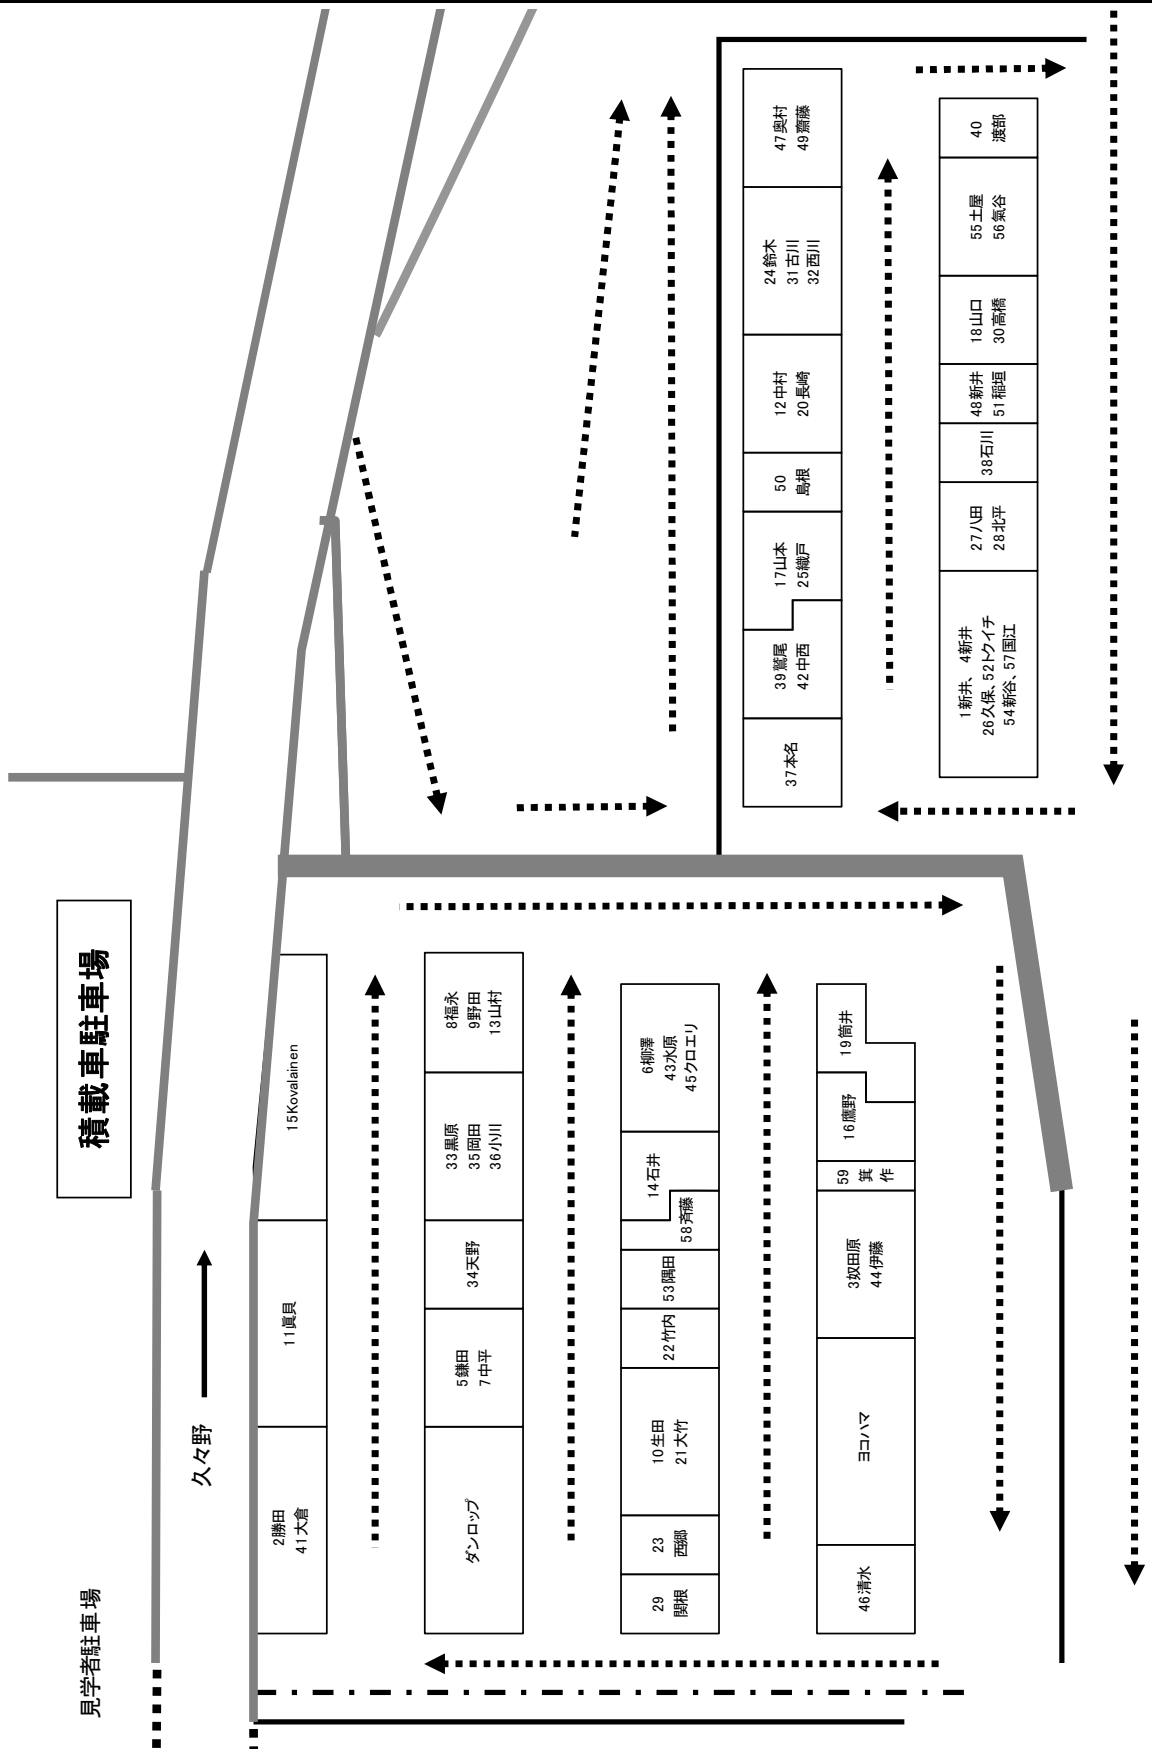 積載車駐車場
見学者駐車場
久々野
2勝田
41大倉
11眞貝
15Kovalainen
ダンロップ
5鎌田
7中平
34天野
33黒原
35岡田
36小川
8福永
9野田
13山村
29
関根
23
西郷
10生田
21大竹
22竹内
53隅田
58斉藤
14石井
6柳澤
43水原
45クロエリ
46清水
ヨコハマ
3奴田原
44伊藤
59
箕
作
16鷹野
19筒井
37本名
39鷲尾
42中西
17山本
25織戸
50
島根
12中村
20長崎
24鈴木
31古川
32西川
47奥村
49齋藤
1新井、 4新井
26久保、52トクイチ
54新谷、57国江
27八田
28北平
38石川
48新井
51稲垣
18山口
30高橋
55土屋
56氣谷
40
渡部